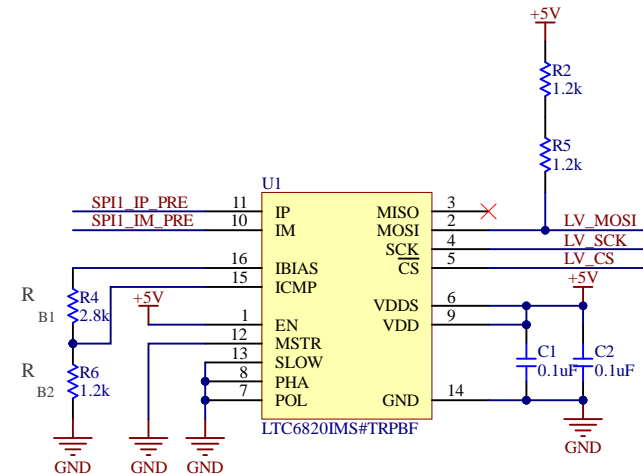 +5V
R2
1.2k
R5
1.2k
U1
SPI1_IP_PRE 11 IP MISO 3
SPI1_IM_PRE 10 IM MOSI 2 LV_MOSI
SCK 4 LV_SCK
16 IBIAS CS 5 LV_CS
15 ICMP +5V
R B1 R4 2.8k
+5V
VDDS 6
1 EN VDD 9
12 MSTR
13 SLOW
C1 0.1uF
C2 0.1uF
R B2 R6 1.2k
8 PHA
7 POL GND 14
LTC6820IMS#TRPBF
GND
GND
GND
GND